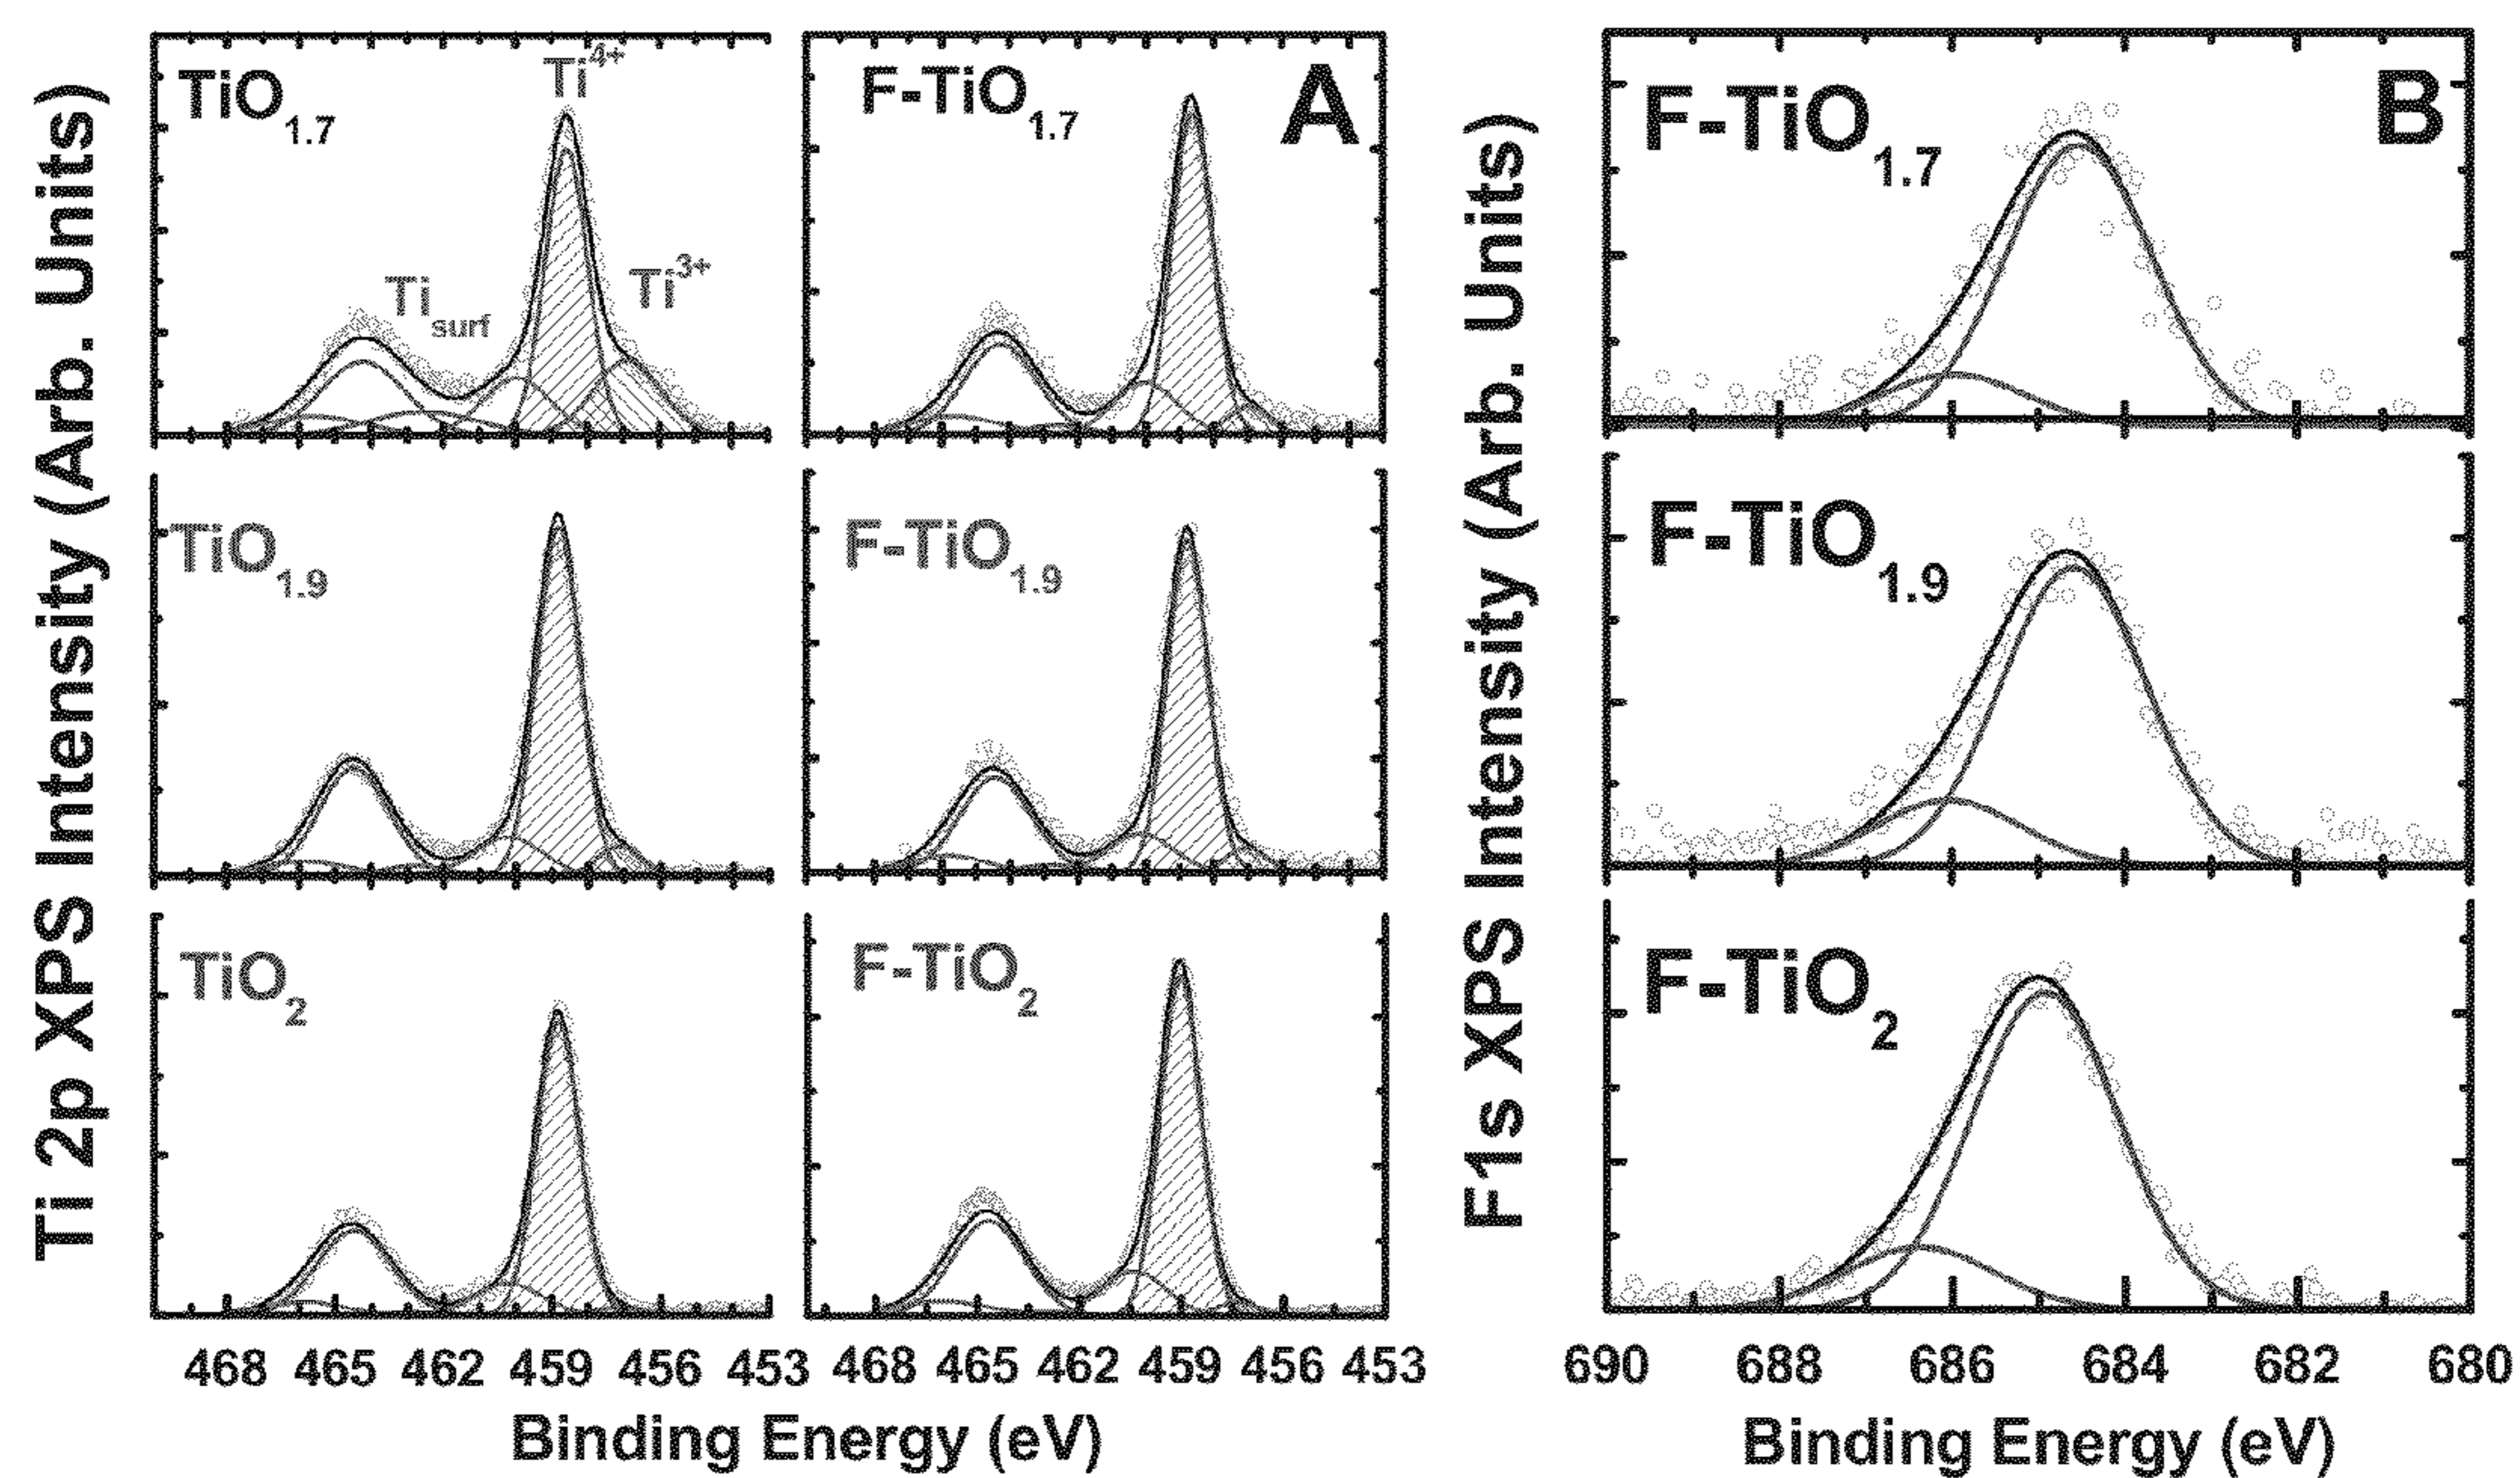 Ti 2p XPS Intensity (Arb. Units)
TiO1.7
Ti4+
Tisurf
Ti3+
F-TiO1.7
A
TiO1.9
F-TiO1.9
TiO2
F-TiO2
468 465 462 459 456 453 468 465 462 459 456 453
Binding Energy (eV)
F1s XPS Intensity (Arb. Units)
F-TiO1.7
B
F-TiO1.9
F-TiO2
690 688 686 684 682 680
Binding Energy (eV)